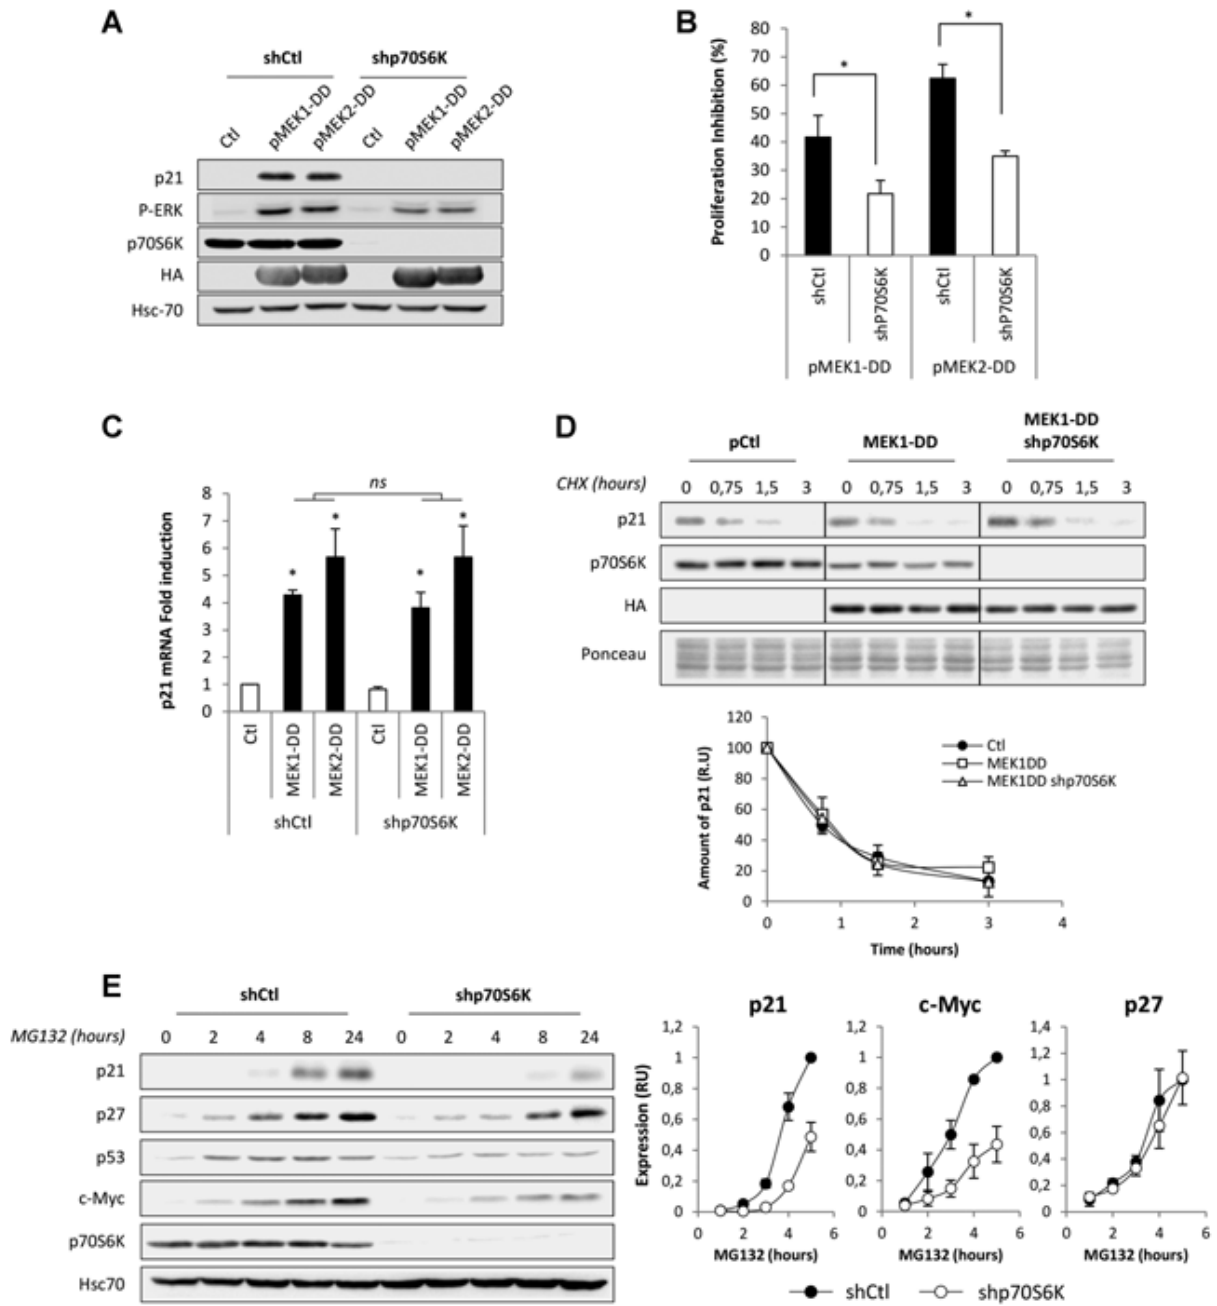 A
shCtl shp70S6K
Ctl pMEK1-DD pMEK2-DD Ctl pMEK1-DD pMEK2-DD
p21
P-ERK
p70S6K
HA
Hsc-70
B
Proliferation Inhibition (%)
80
70
60
50
40
30
20
10
0
* *
shCtl shP70S6K shCtl shP70S6K
pMEK1-DD pMEK2-DD
C
p21 mRNA Fold induction
8
7
6
5
4
3
2
1
0
ns
* * * *
Ctl MEK1-DD MEK2-DD Ctl MEK1-DD MEK2-DD
shCtl shp70S6K
D
pCtl MEK1-DD MEK1-DD
shp70S6K
CHX (hours) 0 0,75 1,5 3 0 0,75 1,5 3 0 0,75 1,5 3
p21
p70S6K
HA
Ponceau
Amount of p21 (R.U)
120
100
80
60
40
20
0
0 1 2 3 4
Time (hours)
Ctl
MEK1DD
MEK1DD shp70S6K
E
shCtl shp70S6K
MG132 (hours) 0 2 4 8 24 0 2 4 8 24
p21
p27
p53
c-Myc
p70S6K
Hsc70
p21 c-Myc p27
Expression (RU)
1,2
1
0,8
0,6
0,4
0,2
0
0 2 4 6
MG132 (hours)
1,2
1
0,8
0,6
0,4
0,2
0
0 2 4 6
MG132 (hours)
1,4
1,2
1
0,8
0,6
0,4
0,2
0
0 2 4 6
MG132 (hours)
shCtl shp70S6K